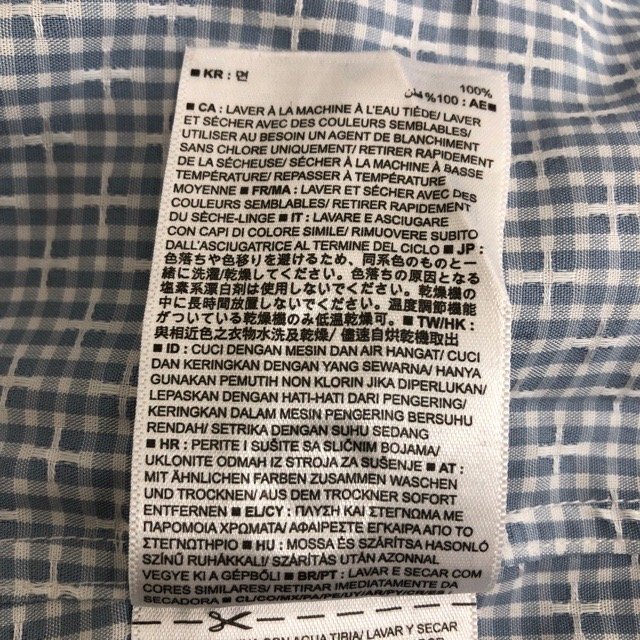 ■ KR : 면 100%
قطن %100 : AE ■
■ CA : LAVER À LA MACHINE À L'EAU TIÈDE/ LAVER
ET SÉCHER AVEC DES COULEURS SEMBLABLES/
UTILISER AU BESOIN UN AGENT DE BLANCHIMENT
SANS CHLORE UNIQUEMENT/ RETIRER RAPIDEMENT
DE LA SÉCHEUSE/ SÉCHER À LA MACHINE À BASSE
TEMPÉRATURE/ REPASSER À TEMPÉRATURE
MOYENNE ■ FR/MA : LAVER ET SÉCHER AVEC DES
COULEURS SEMBLABLES/ RETIRER RAPIDEMENT
DU SÈCHE-LINGE ■ IT : LAVARE E ASCIUGARE
CON CAPI DI COLORE SIMILE/ RIMUOVERE SUBITO
DALL'ASCIUGATRICE AL TERMINE DEL CICLO ■ JP :
色落ちや色移りを避けるため、同系色のものと一
緒に洗濯/乾燥してください。色落ちの原因となる
塩素系漂白剤は使用しないでください。乾燥機の
中に長時間放置しないでください。温度調節機能
がついている乾燥機のみ低温乾燥可。 ■ TW/HK :
與相近色之衣物水洗及乾燥/ 儘速自烘乾機取出
■ ID : CUCI DENGAN MESIN DAN AIR HANGAT/ CUCI
DAN KERINGKAN DENGAN YANG SEWARNA/ HANYA
GUNAKAN PEMUTIH NON KLORIN JIKA DIPERLUKAN/
LEPASKAN DENGAN HATI-HATI DARI PENGERING/
KERINGKAN DALAM MESIN PENGERING BERSUHU
RENDAH/ SETRIKA DENGAN SUHU SEDANG
■ HR : PERITE I SUŠITE SA SLIČNIM BOJAMA/
UKLONITE ODMAH IZ STROJA ZA SUŠENJE ■ AT :
MIT ÄHNLICHEN FARBEN ZUSAMMEN WASCHEN
UND TROCKNEN/ AUS DEM TROCKNER SOFORT
ENTFERNEN ■ EL/CY : ΠΛΥΣΗ ΚΑΙ ΣΤΕΓΝΩΜΑ ΜΕ
ΠΑΡΟΜΟΙΑ ΧΡΩΜΑΤΑ/ ΑΦΑΙΡΕΣΤΕ ΕΓΚΑΙΡΑ ΑΠΟ ΤΟ
ΣΤΕΓΝΩΤΗΡΙΟ ■ HU : MOSSA ÉS SZÁRÍTSA HASONLÓ
SZÍNŰ RUHÁKKAL/ SZÁRÍTÁS UTÁN AZONNAL
VEGYE KI A GÉPBŐL ■ BR/PT : LAVAR E SECAR COM
CORES SIMILARES/ RETIRAR IMEDIATAMENTE DA
SECADORA ■ CL/CO/MX/PA/PE/
AGUA TIBIA/ LAVAR Y SECAR